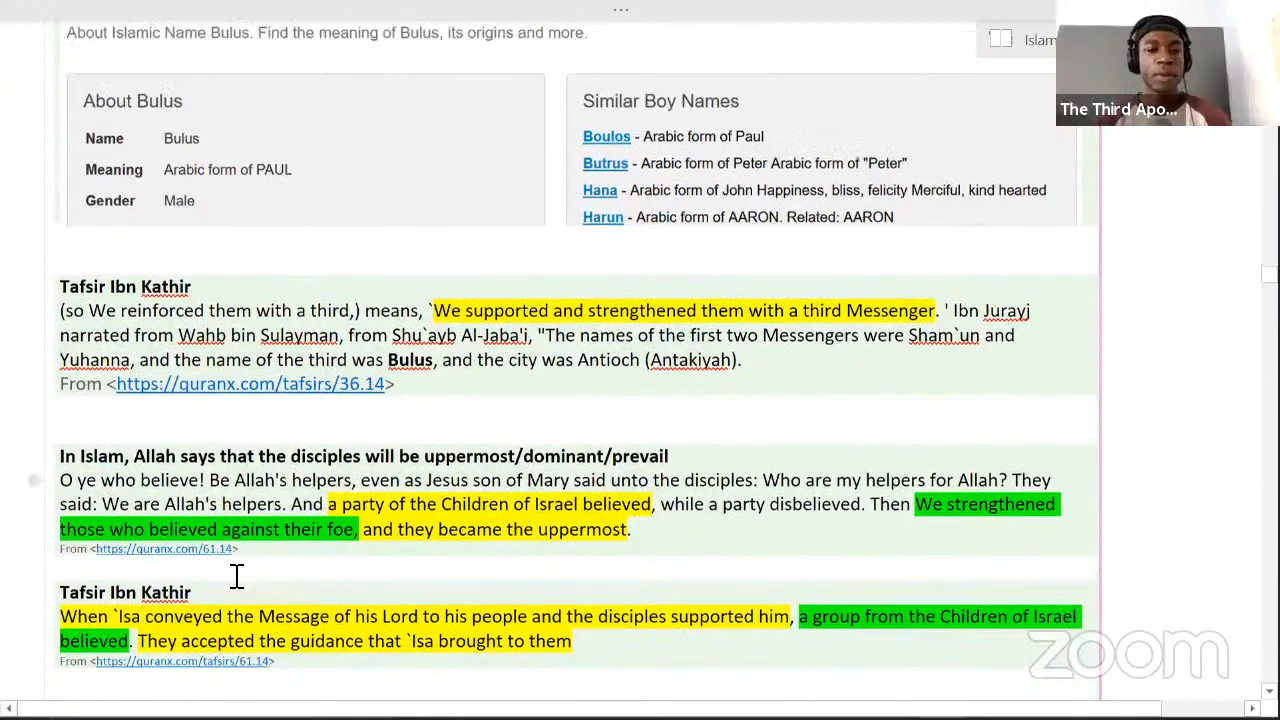 About Islamic Name Bulus. Find the meaning of Bulus, its origins and more.
Islam
The Third Apo...
About Bulus
Name Bulus
Meaning Arabic form of PAUL
Gender Male
Similar Boy Names
Boulos - Arabic form of Paul
Butrus - Arabic form of Peter Arabic form of "Peter"
Hana - Arabic form of John Happiness, bliss, felicity Merciful, kind hearted
Harun - Arabic form of AARON. Related: AARON
Tafsir Ibn Kathir
(so We reinforced them with a third,) means, `We supported and strengthened them with a third Messenger. ' Ibn Jurayj
narrated from Wahb bin Sulayman, from Shu`ayb Al-Jaba'i, "The names of the first two Messengers were Sham`un and
Yuhanna, and the name of the third was Bulus, and the city was Antioch (Antakiyah).
From <https://quranx.com/tafsirs/36.14>
In Islam, Allah says that the disciples will be uppermost/dominant/prevail
O ye who believe! Be Allah's helpers, even as Jesus son of Mary said unto the disciples: Who are my helpers for Allah? They
said: We are Allah's helpers. And a party of the Children of Israel believed, while a party disbelieved. Then We strengthened
those who believed against their foe, and they became the uppermost.
From <https://quranx.com/61.14>
Tafsir Ibn Kathir
When `Isa conveyed the Message of his Lord to his people and the disciples supported him, a group from the Children of Israel
believed. They accepted the guidance that `Isa brought to them
From <https://quranx.com/tafsirs/61.14>
zoom